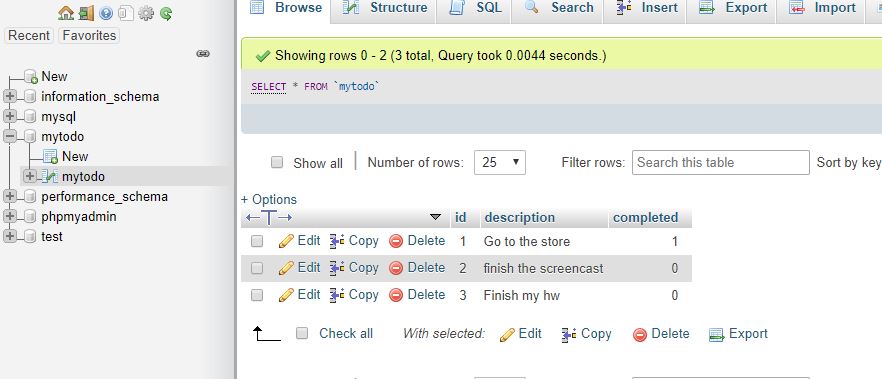 Browse Structure SQL Search Insert Export Import
Recent Favorites
New
information_schema
mysql
mytodo
New
mytodo
performance_schema
phpmyadmin
test
Showing rows 0 - 2 (3 total, Query took 0.0044 seconds.)
SELECT * FROM `mytodo`
Show all Number of rows: 25 Filter rows: Search this table Sort by key
+ Options
id description completed
Edit Copy Delete 1 Go to the store 1
Edit Copy Delete 2 finish the screencast 0
Edit Copy Delete 3 Finish my hw 0
Check all With selected: Edit Copy Delete Export